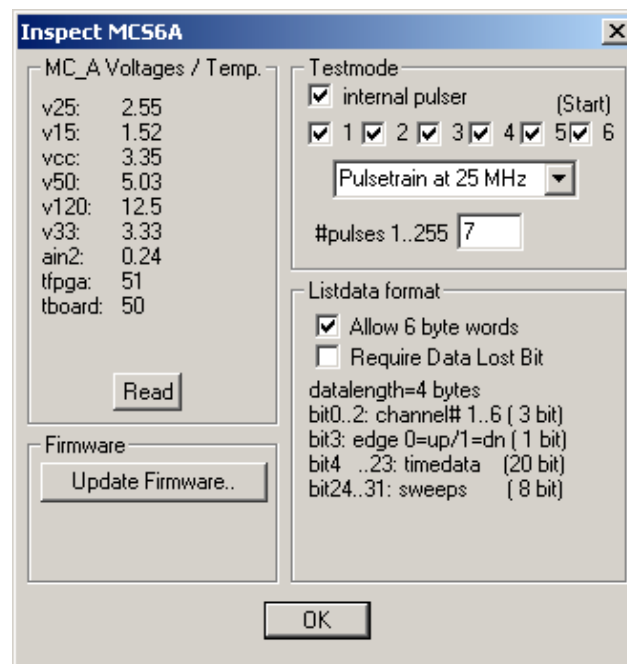 Inspect MCS6A
MC_A Voltages / Temp.
v25: 2.55
v15: 1.52
vcc: 3.35
v50: 5.03
v120: 12.5
v33: 3.33
ain2: 0.24
tfpga: 51
tboard: 50
Read
Firmware
Update Firmware..
Testmode
internal pulser
(Start)
1 2 3 4 5 6
Pulsetrain at 25 MHz
#pulses 1..255 7
Listdata format
Allow 6 byte words
Require Data Lost Bit
datalength=4 bytes
bit0..2: channel# 1..6 ( 3 bit)
bit3: edge 0=up/1=dn ( 1 bit)
bit4 ..23: timedata (20 bit)
bit24..31: sweeps ( 8 bit)
OK